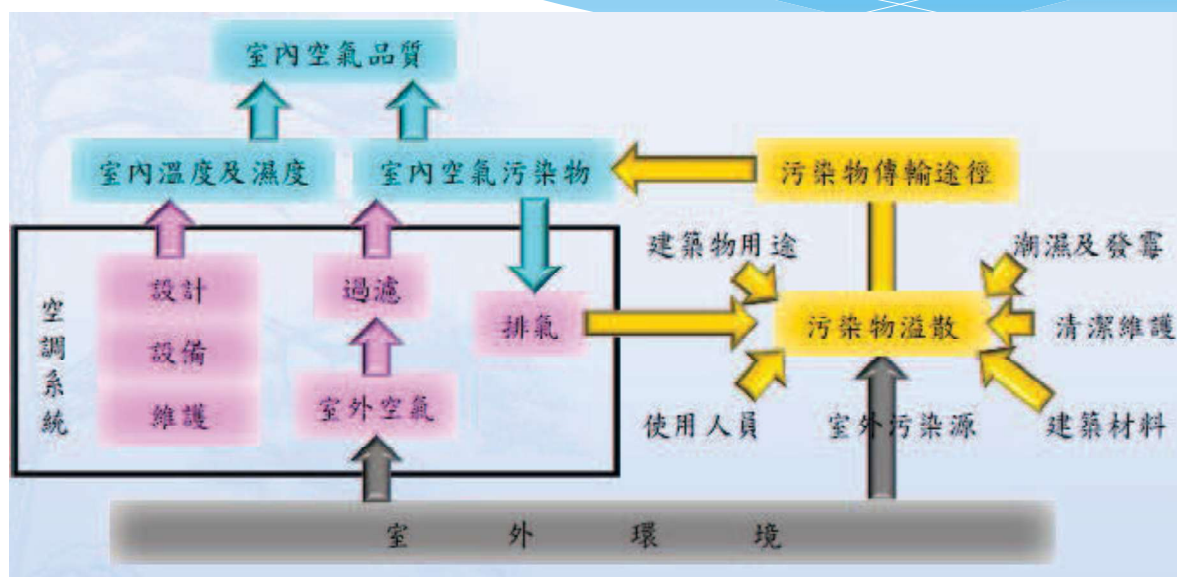 室內空氣品質
室內溫度及濕度
室內空氣污染物
污染物傳輸途徑
建築物用途
潮濕及發霉
空調系統
設計
設備
維護
過濾
室外空氣
排氣
污染物溢散
清潔維護
使用人員
室外污染源
建築材料
室外環境